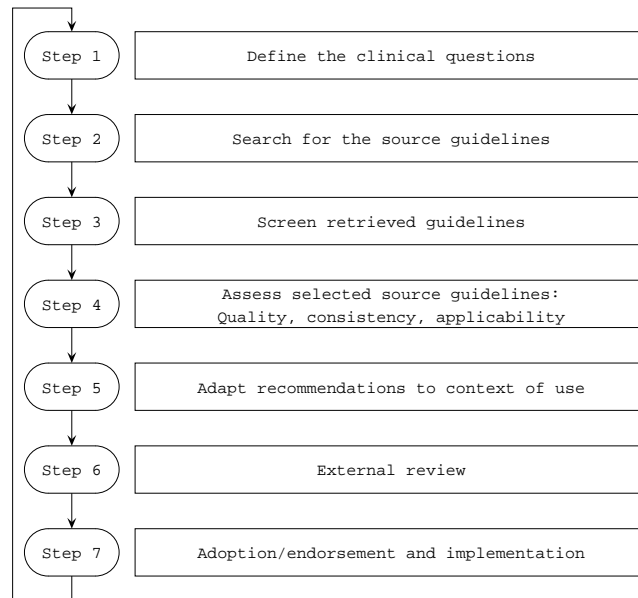 Step 1
Define the clinical questions
Step 2
Search for the source guidelines
Step 3
Screen retrieved guidelines
Step 4
Assess selected source guidelines:
Quality, consistency, applicability
Step 5
Adapt recommendations to context of use
Step 6
External review
Step 7
Adoption/endorsement and implementation